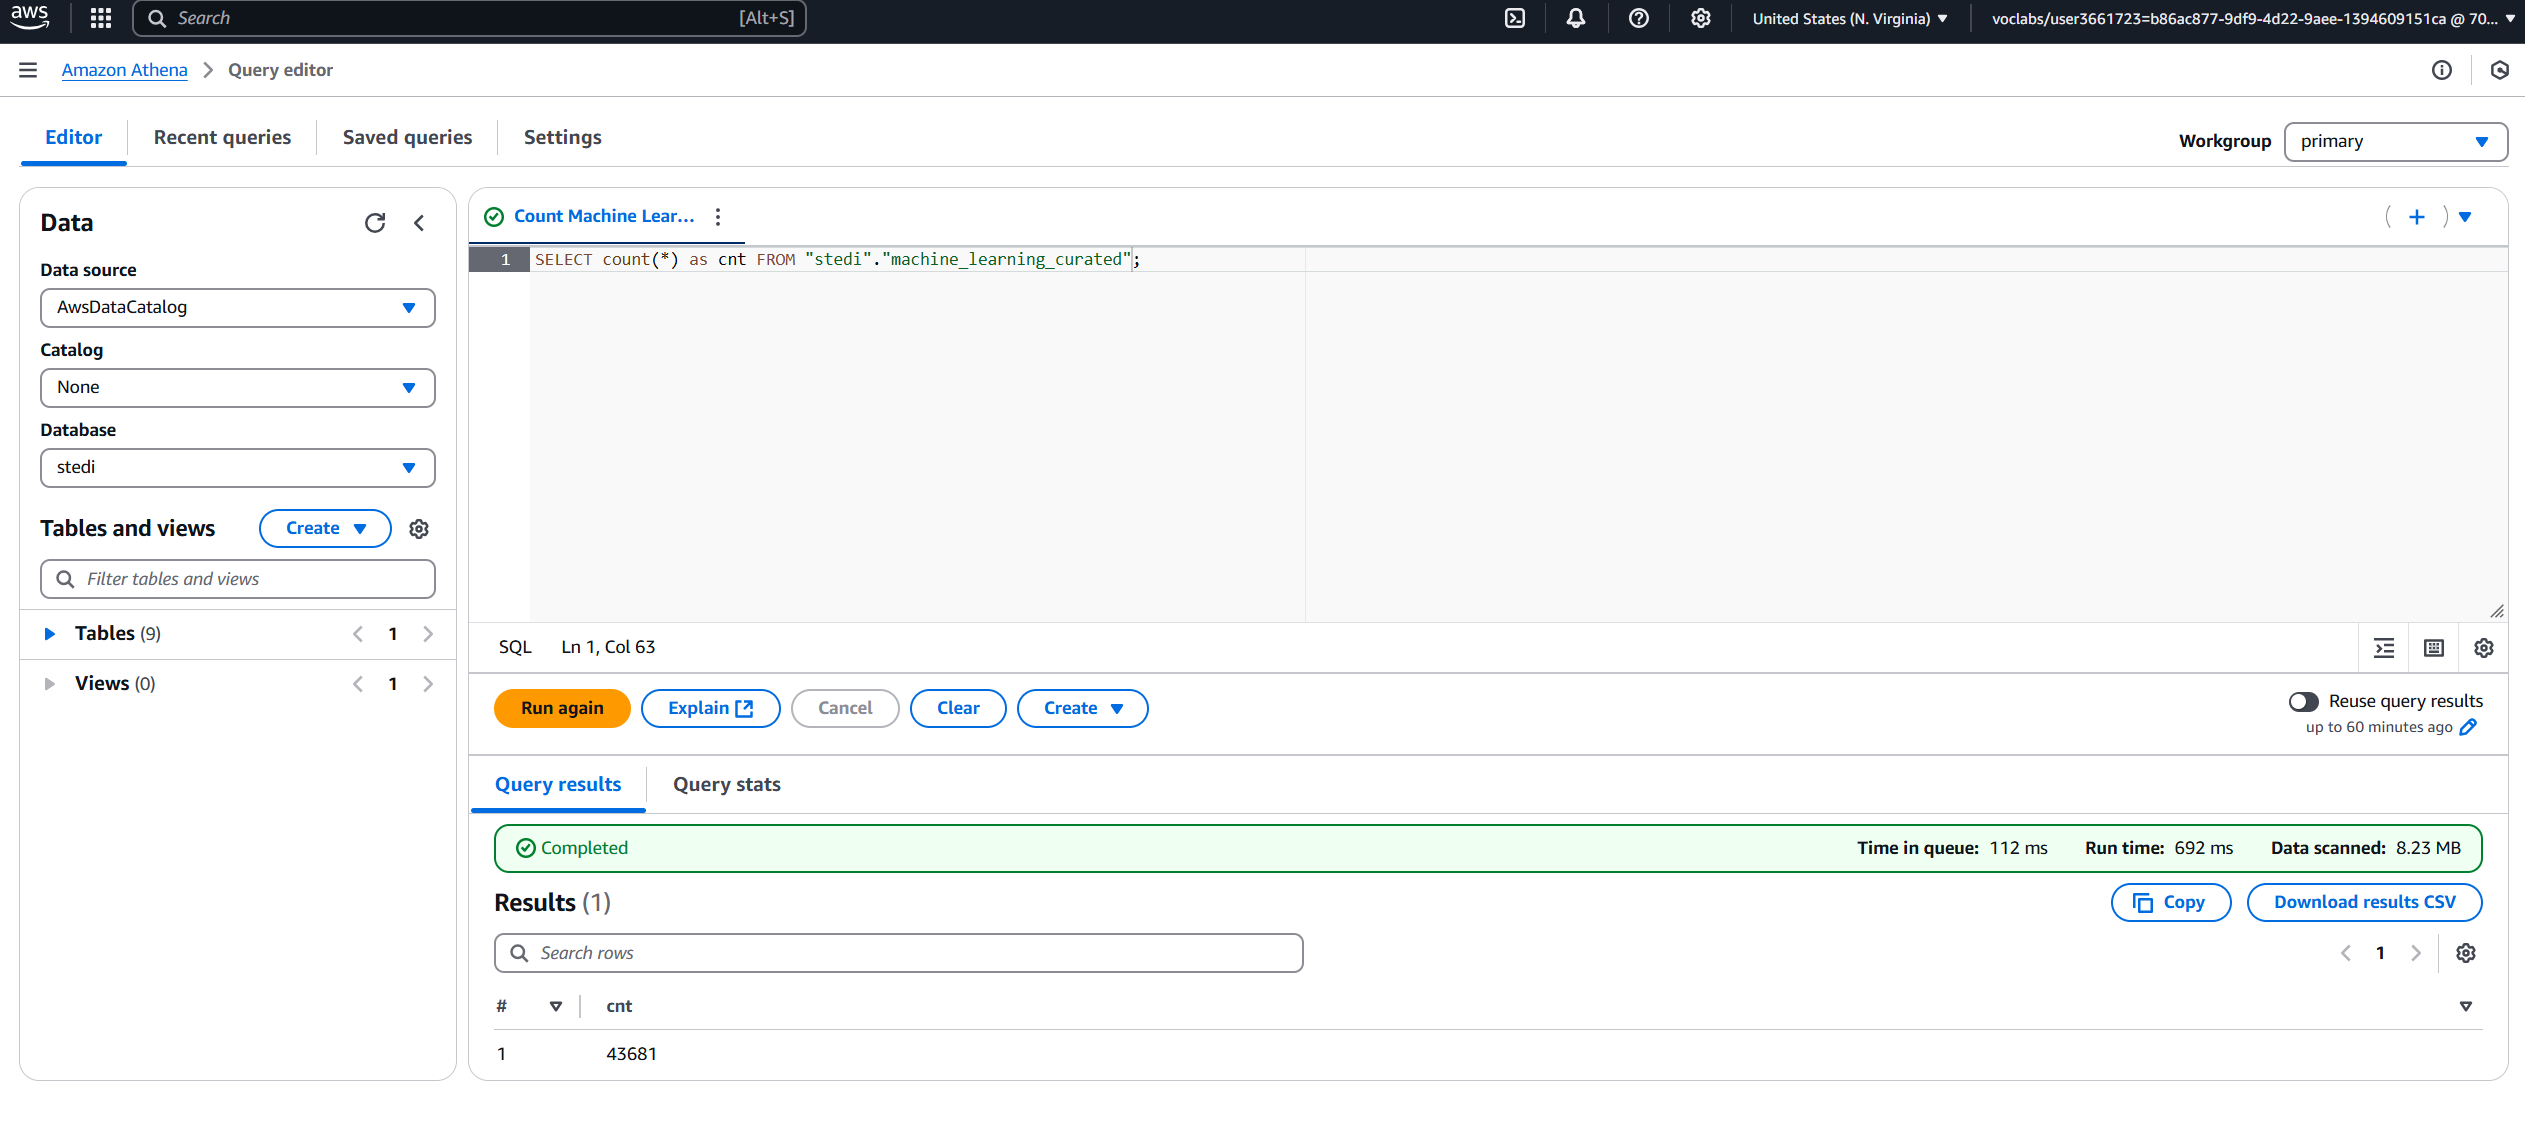 aws Search [Alt+S] United States (N. Virginia) voclabs/user3661723=b86ac877-9df9-4d22-9aee-1394609151ca @ 70...
Amazon Athena Query editor
Editor Recent queries Saved queries Settings
Workgroup primary
Data
Data source
AwsDataCatalog
Catalog
None
Database
stedi
Tables and views Create
Filter tables and views
Tables (9) 1
Views (0) 1
Count Machine Lear...
1 SELECT count(*) as cnt FROM "stedi"."machine_learning_curated";
SQL Ln 1, Col 63
Run again Explain Cancel Clear Create
Reuse query results
up to 60 minutes ago
Query results Query stats
Completed Time in queue: 112 ms Run time: 692 ms Data scanned: 8.23 MB
Results (1) Copy Download results CSV
Search rows 1
# cnt
1 43681